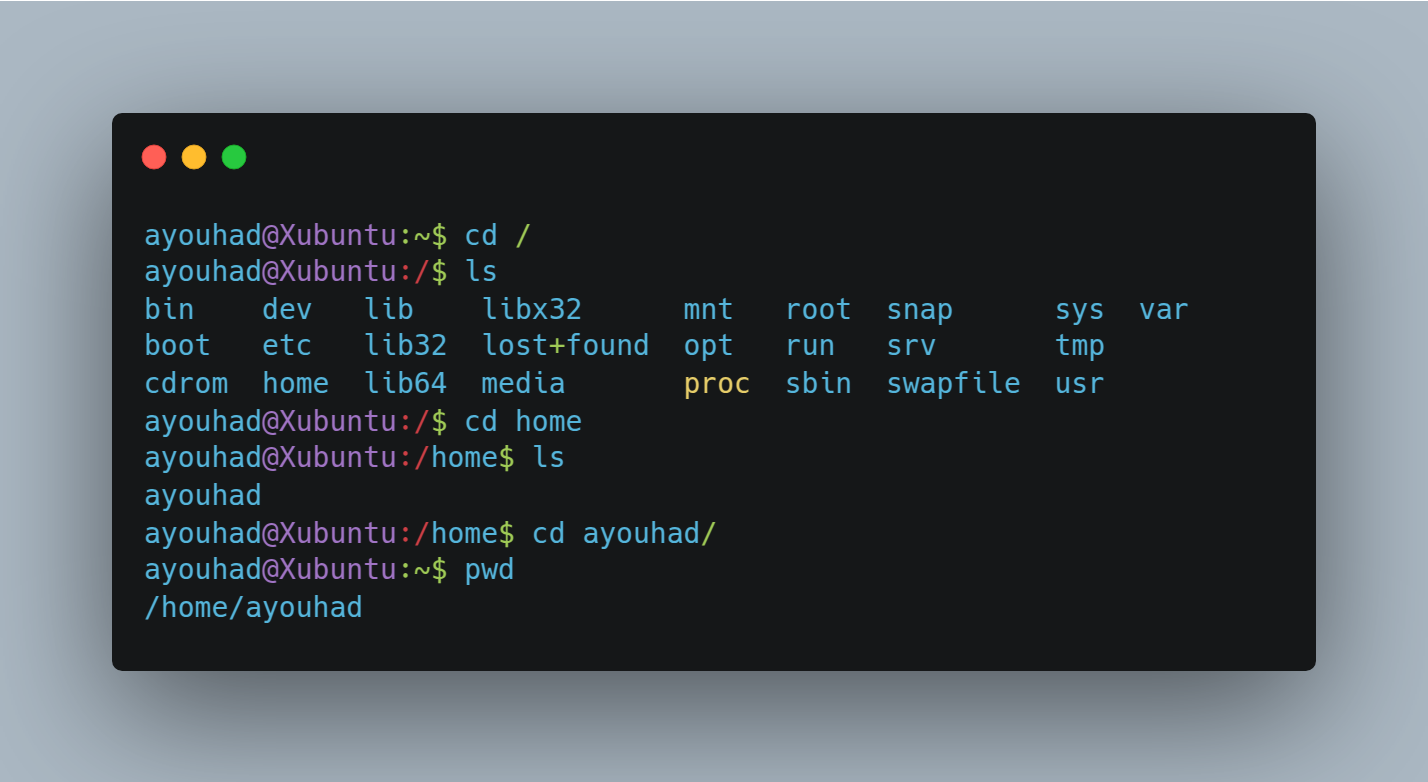 ayouhad@Xubuntu:~$ cd /
ayouhad@Xubuntu:/$ ls
bin    dev   lib    libx32      mnt   root  snap      sys  var
boot   etc   lib32  lost+found  opt   run   srv       tmp
cdrom  home  lib64  media       proc  sbin  swapfile  usr
ayouhad@Xubuntu:/$ cd home
ayouhad@Xubuntu:/home$ ls
ayouhad
ayouhad@Xubuntu:/home$ cd ayouhad/
ayouhad@Xubuntu:~$ pwd
/home/ayouhad